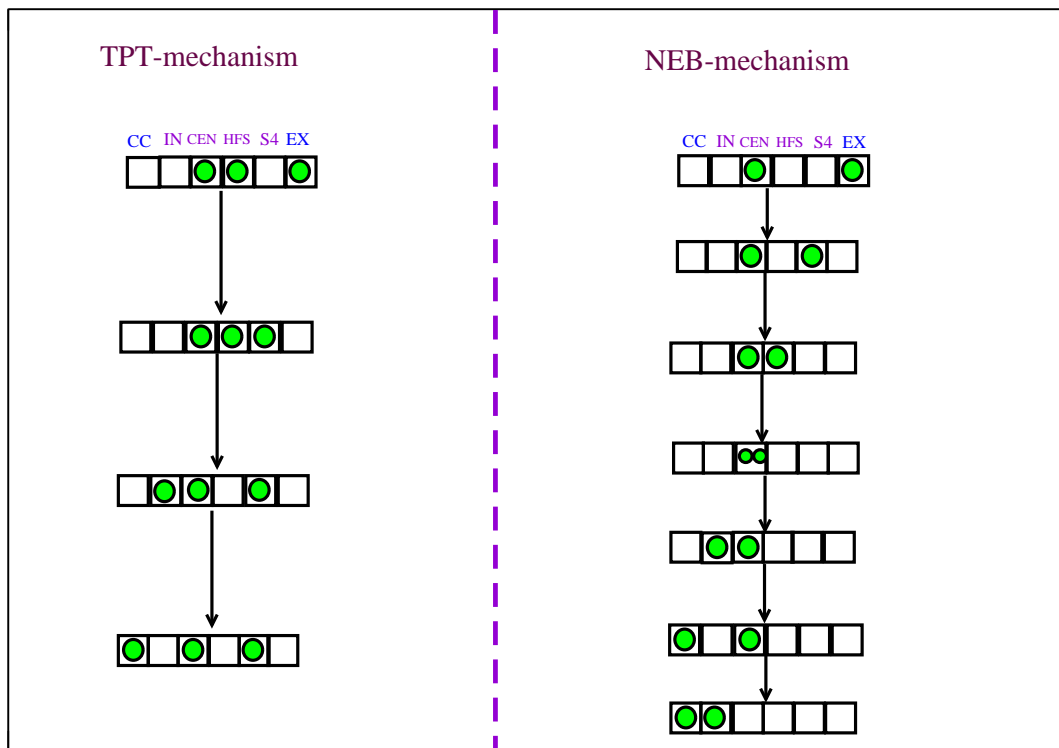 TPT-mechanism
CC IN CEN HFS S4 EX
NEB-mechanism
CC IN CEN HFS S4 EX